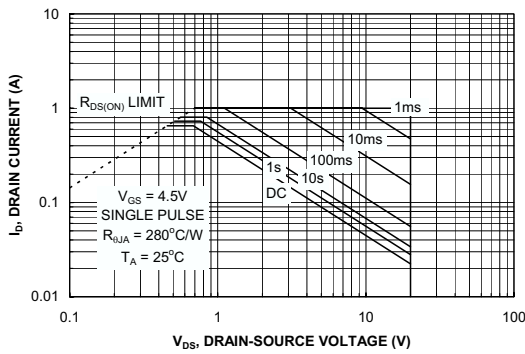 10
1
0.1
0.01
I_D, DRAIN CURRENT (A)
R_DS(ON) LIMIT
1ms
10ms
100ms
1s
10s
DC
V_GS = 4.5V
SINGLE PULSE
R_θJA = 280°C/W
T_A = 25°C
0.1
1
10
100
V_DS, DRAIN-SOURCE VOLTAGE (V)